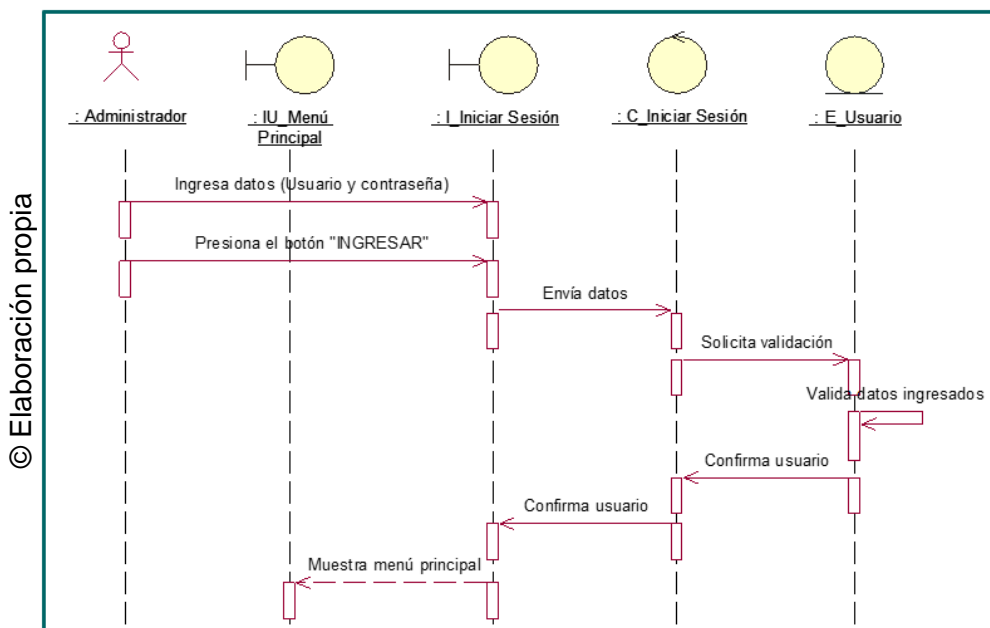 © Elaboración propia
: Administrador
: IU_Menú
Principal
: I_Iniciar Sesión
: C_Iniciar Sesión
: E_Usuario
Ingresa datos (Usuario y contraseña)
Presiona el botón "INGRESAR"
Envía datos
Solicita validación
Valida datos ingresados
Confirma usuario
Confirma usuario
Muestra menú principal